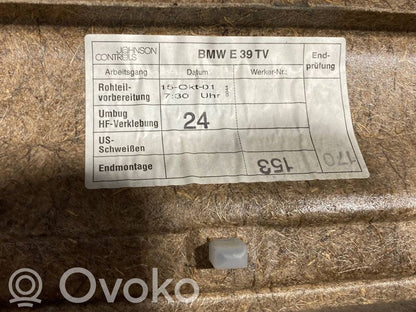 JOHNSON CONTROLS
BMW E 39 TV
End-prüfung
Arbeitsgang Datum Werker-Nr.:
Rohteil-vorbereitung
15-Okt-01
7:30 Uhr
Umbug
HF-Verklebung
24
US-
Schweißen
Endmontage
153
170
Ovoko